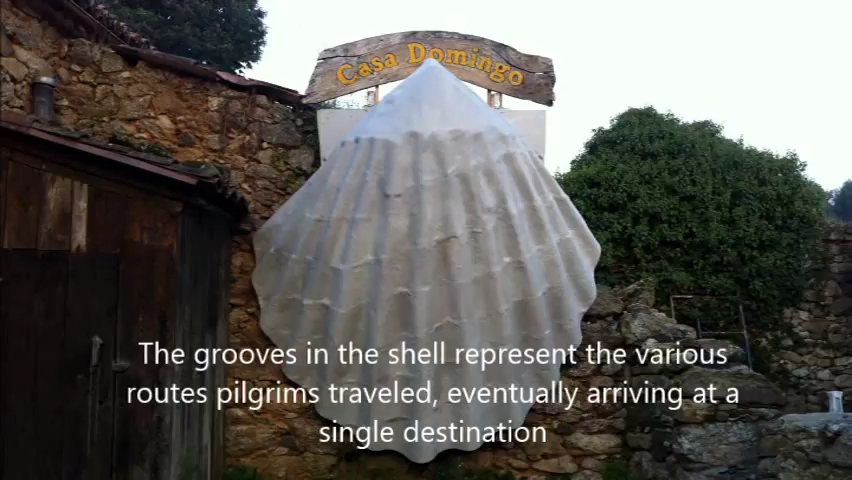 Casa Domingo
The grooves in the shell represent the various
routes pilgrims traveled, eventually arriving at a
single destination